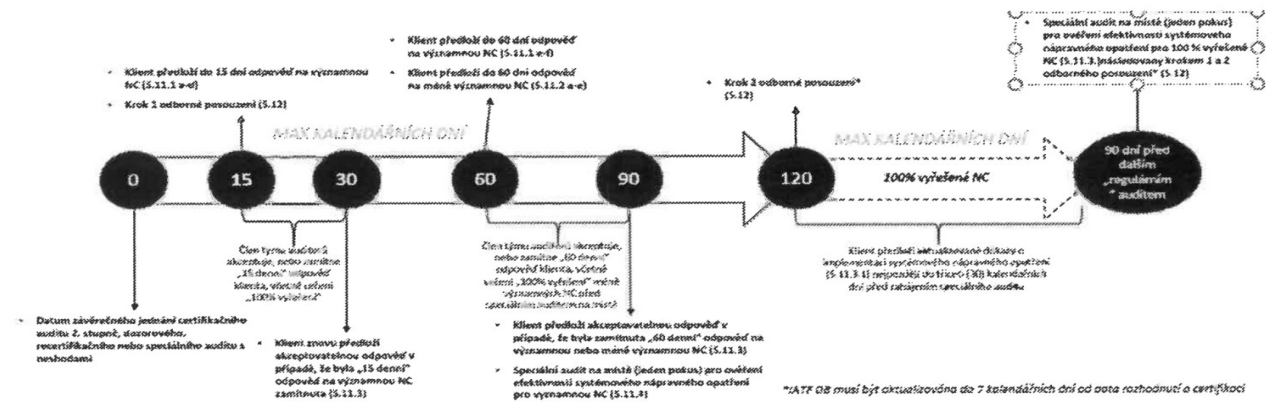 • Klient předloží do 60 dní odpověď
na významnou NC (5.11.1 e-f)
• Klient předloží do 60 dní odpověď
na méně významnou NC (5.11.2 a-e)
• Speciální audit na místě (jeden pokus)
pro ověření efektivnosti systémového
nápravného opatření pro 100 % vyřešené
NC (5.11.3.)následovaný krokem 1 a 2
odborného posouzení* (5.12)
• Klient předloží do 15 dní odpověď na významnou
NC (5.11.1 a-d)
• Krok 1 odborné posouzení (5.12)
• Krok 2 odborné posouzení*
(5.12)
MAX KALENDÁŘNÍCH DNÍ
MAX KALENDÁŘNÍCH DNÍ
0
15
30
60
90
120
100% vyřešené NC
90 dní před
dalším
„regulérním
" auditem
Člen týmu auditorů
akceptuje, nebo zamítne
„15 denní" odpověď
klienta, včetně určení
„100% vyřešení"
Člen týmu auditorů akceptuje,
nebo zamítne „60 denní"
odpověď klienta, včetně
určení „100% vyřešení" méně
významných NC před
speciálním auditem na místě
Klient předloží aktualizované důkazy o
implementaci systémového nápravného opatření
(5.11.3.1) nejpozději do třiceti (30) kalendářních
dní před zahájením speciálního auditu
• Datum závěrečného jednání certifikačního
auditu 2. stupně, dozorového,
recertifikačního nebo speciálního auditu s
neshodami
• Klient znovu předloží
akceptovatelnou odpověď v
případě, že byla „15 denní"
odpověď na významnou NC
zamítnuta (5.11.3)
• Klient předloží akceptovatelnou odpověď v
případě, že byla zamítnuta „60 denní" odpověď na
významnou nebo méně významnou NC (5.11.3)
• Speciální audit na místě (jeden pokus) pro ověření
efektivnosti systémového nápravného opatření
pro významnou NC (5.11.4)
*IATF DB musí být aktualizována do 7 kalendářních dní od data rozhodnutí o certifikaci